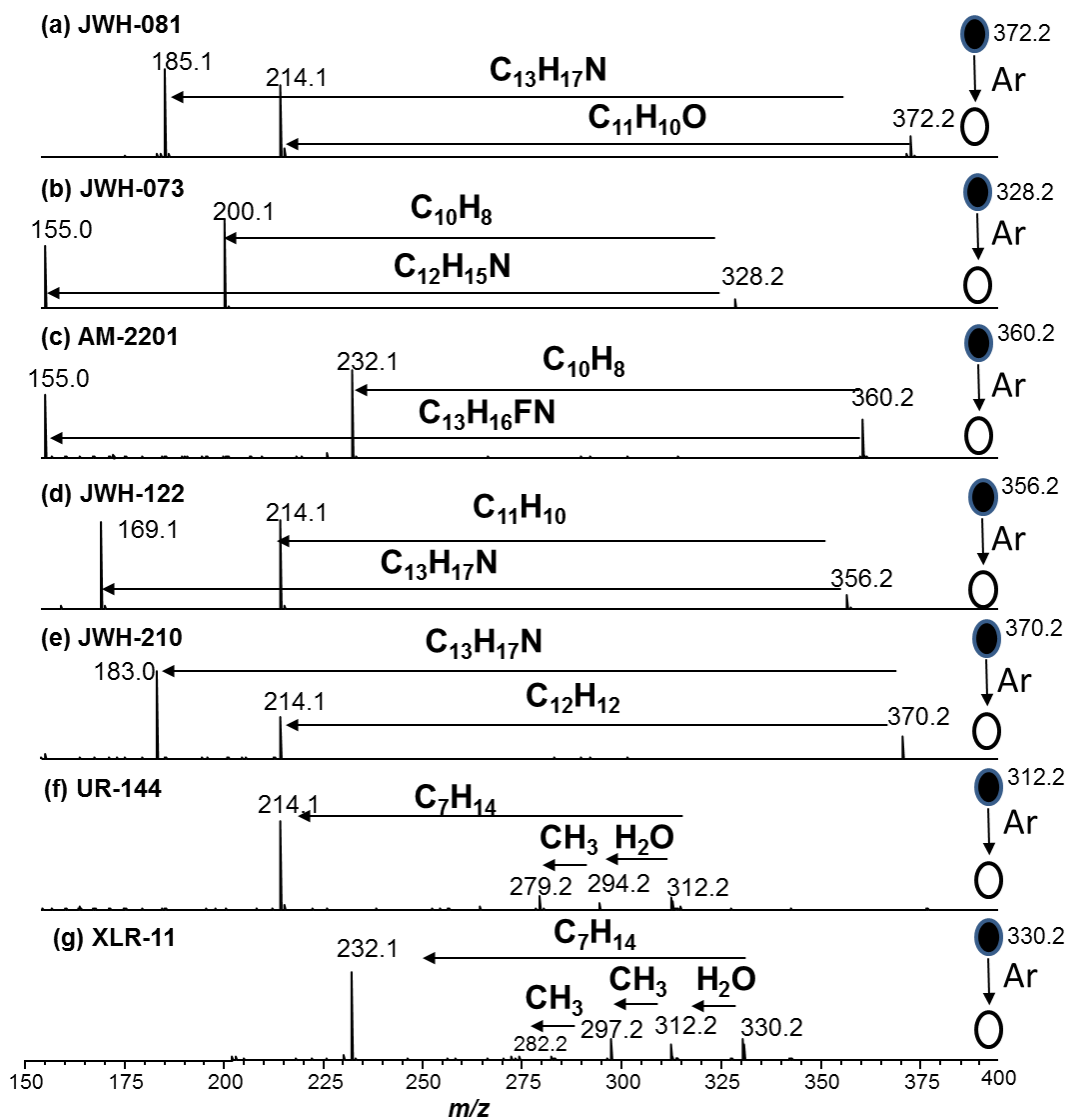 (a) JWH-081
372.2
185.1
214.1
C₁₃H₁₇N
Ar
C₁₁H₁₀O
372.2
(b) JWH-073
328.2
155.0
200.1
C₁₀H₈
Ar
C₁₂H₁₅N
328.2
(c) AM-2201
360.2
155.0
232.1
C₁₀H₈
Ar
C₁₃H₁₆FN
360.2
(d) JWH-122
356.2
169.1
214.1
C₁₁H₁₀
Ar
C₁₃H₁₇N
356.2
(e) JWH-210
370.2
C₁₃H₁₇N
183.0
214.1
C₁₂H₁₂
Ar
370.2
(f) UR-144
312.2
214.1
C₇H₁₄
Ar
CH₃
H₂O
279.2
294.2
312.2
(g) XLR-11
330.2
232.1
C₇H₁₄
Ar
CH₃
CH₃
H₂O
282.2
297.2
312.2
330.2
150 175 200 225 250 275 300 325 350 375 400
m/z